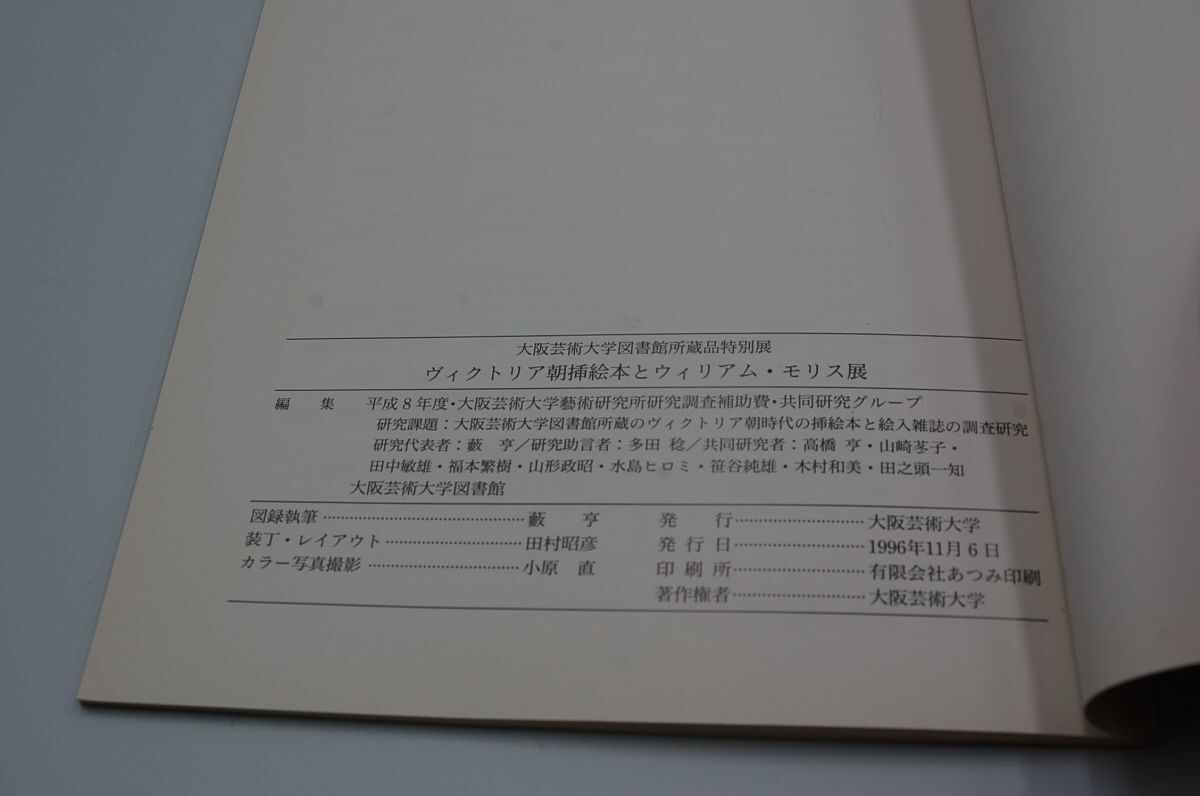 大阪芸術大学図書館所蔵品特別展
ヴィクトリア朝挿絵本とウィリアム・モリス展
編　集　平成8年度・大阪芸術大学藝術研究所研究調査補助費・共同研究グループ
研究課題：大阪芸術大学図書館所蔵のヴィクトリア朝時代の挿絵本と絵入雑誌の調査研究
研究代表者：藪　亨／研究助言者：多田 稔／共同研究者：高橋 亨・山崎苳子・
田中敏雄・福本繁樹・山形政昭・水島ヒロミ・笹谷純雄・木村和美・田之頭一知
大阪芸術大学図書館
図録執筆……………………………藪　亨　発　行……………………大阪芸術大学
装丁・レイアウト…………………田村昭彦　発 行 日……………………1996年11月6日
カラー写真撮影……………………小原　直　印 刷 所……………………有限会社あつみ印刷
著作権者……………………大阪芸術大学